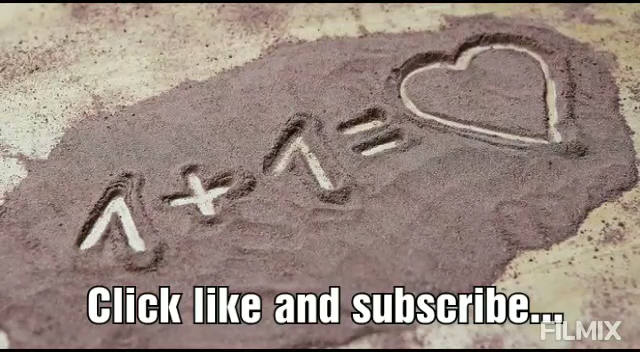 1 + 1 = ♡
Click like and subscribe...
FILMIX